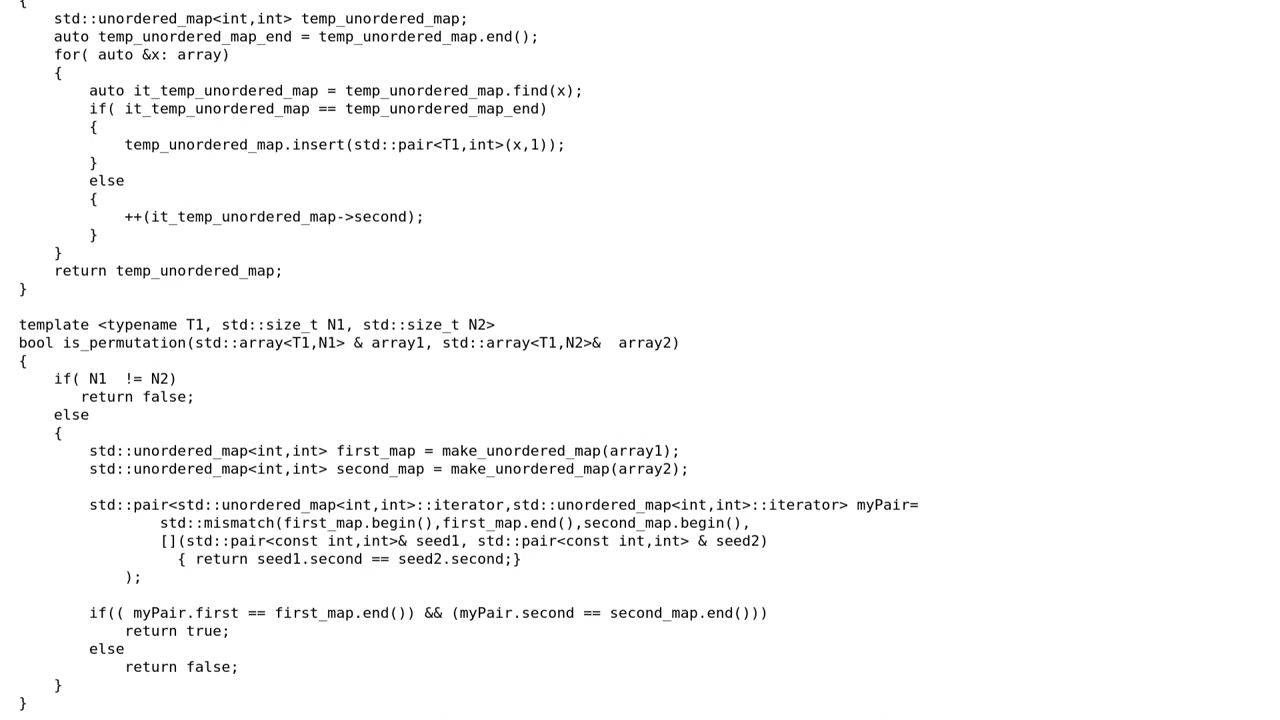 {
    std::unordered_map<int,int> temp_unordered_map;
    auto temp_unordered_map_end = temp_unordered_map.end();
    for( auto &x: array)
    {
        auto it_temp_unordered_map = temp_unordered_map.find(x);
        if( it_temp_unordered_map == temp_unordered_map_end)
        {
            temp_unordered_map.insert(std::pair<T1,int>(x,1));
        }
        else
        {
            ++(it_temp_unordered_map->second);
        }
    }
    return temp_unordered_map;
}

template <typename T1, std::size_t N1, std::size_t N2>
bool is_permutation(std::array<T1,N1> & array1, std::array<T1,N2>&  array2)
{
    if( N1  != N2)
       return false;
    else
    {
        std::unordered_map<int,int> first_map = make_unordered_map(array1);
        std::unordered_map<int,int> second_map = make_unordered_map(array2);

        std::pair<std::unordered_map<int,int>::iterator,std::unordered_map<int,int>::iterator> myPair=
                std::mismatch(first_map.begin(),first_map.end(),second_map.begin(),
                [](std::pair<const int,int>& seed1, std::pair<const int,int> & seed2)
                  { return seed1.second == seed2.second;}
            );

        if(( myPair.first == first_map.end()) && (myPair.second == second_map.end()))
            return true;
        else
            return false;
    }
}